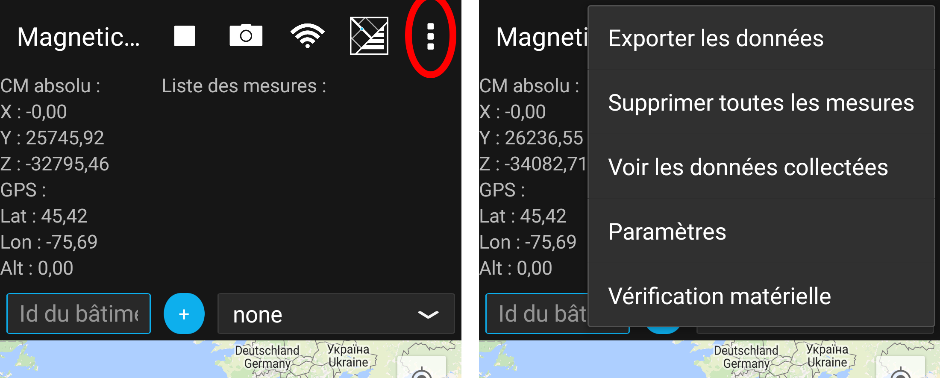 Magnetic...
CM absolu :
Liste des mesures :
X : -0,00
Y : 25745,92
Z : -32795,46
GPS :
Lat : 45,42
Lon : -75,69
Alt : 0,00
Id du bâtime
+
none
Deutschland
Germany
Україна
Ukraine
Magneti
CM absolu :
X : -0,00
Y : 26236,55
Z : -34082,71
GPS :
Lat : 45,42
Lon : -75,69
Alt : 0,00
Id du bât
Exporter les données
Supprimer toutes les mesures
Voir les données collectées
Paramètres
Vérification matérielle
Deutschland
Germany
Україна
Ukraine